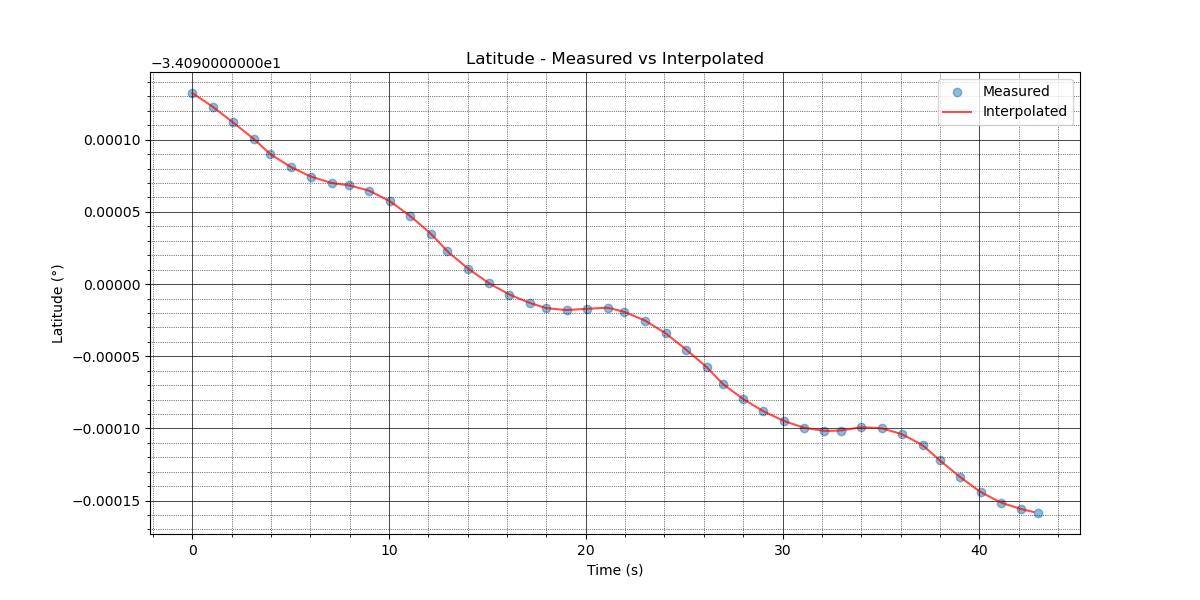 Latitude - Measured vs Interpolated
−3.4090000000e1
Measured
Interpolated
0.00010
0.00005
0.00000
−0.00005
−0.00010
−0.00015
Latitude (°)
0 10 20 30 40
Time (s)